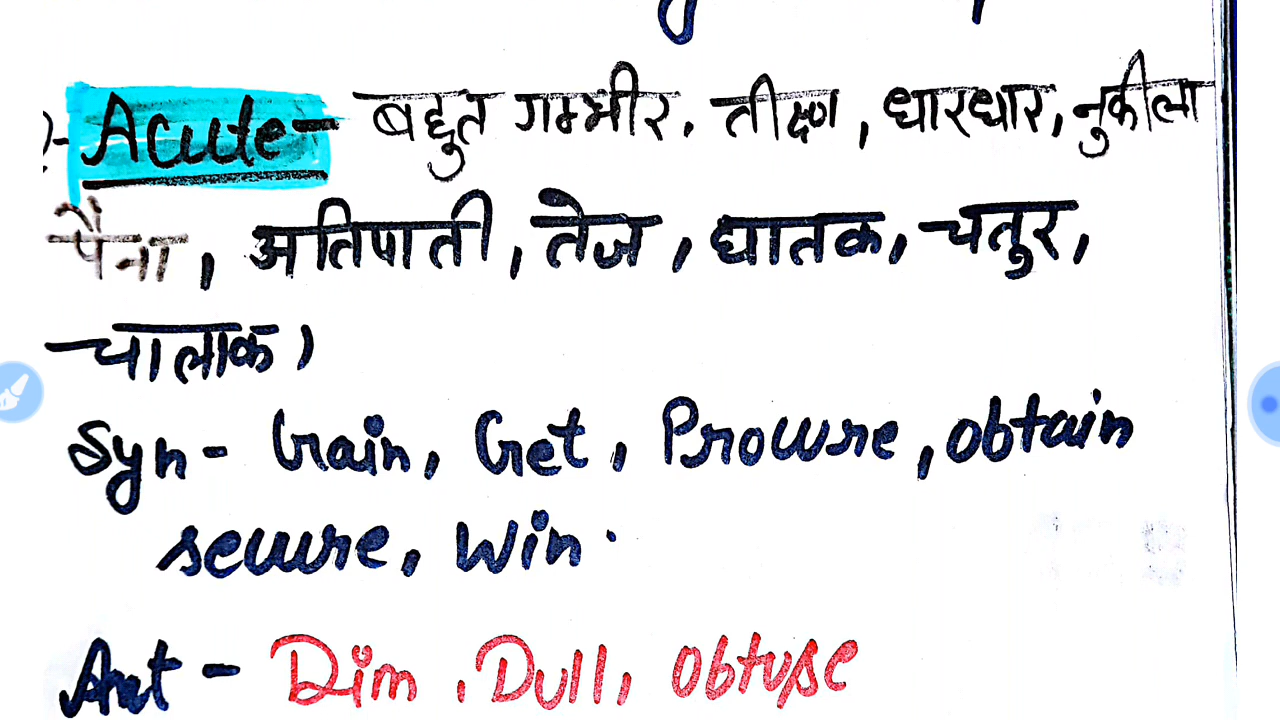 Acute- बहुत गम्भीर, तीक्ष्ण, धारधार, नुकीला
पैना, अतिपाती, तेज, घातक, चतुर,
चालाक,
Syn - Gain, Get, Procure, obtain
secure, Win.
Ant - Dim, Dull, obtuse